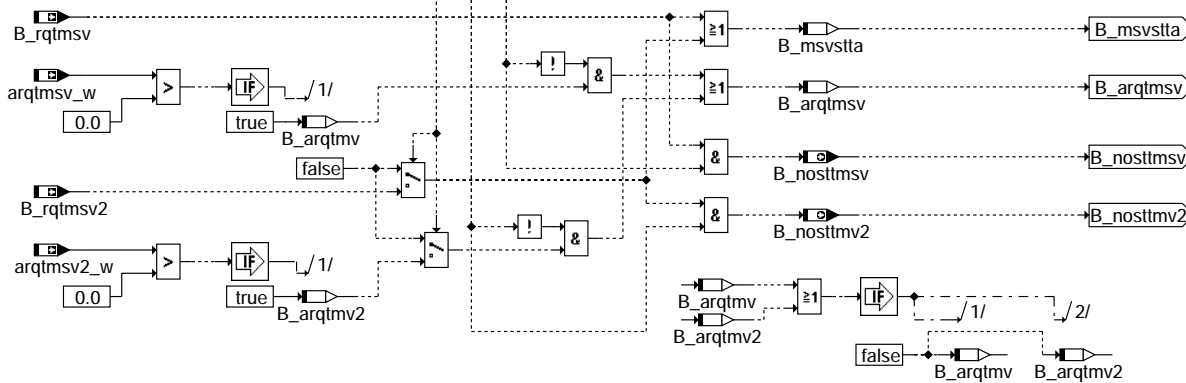 B_rqtmsv
≥1
B_msvstta
B_msvstta
arqtmsv_w
>
IF
/1/
!
&
≥1
B_arqtmsv
B_arqtmsv
0.0
true
B_arqtmv
false
&
B_nosttmsv
B_nosttmsv
B_rqtmsv2
&
B_nosttmv2
B_nosttmv2
!
&
arqtmsv2_w
>
IF
/1/
0.0
true
B_arqtmv2
B_arqtmv
≥1
IF
B_arqtmv2
/1/
/2/
false
B_arqtmv
B_arqtmv2